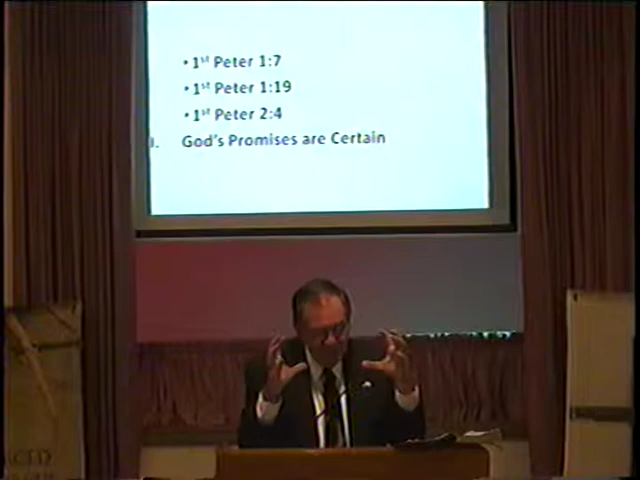 • 1st Peter 1:7
• 1st Peter 1:19
• 1st Peter 2:4
I. God's Promises are Certain